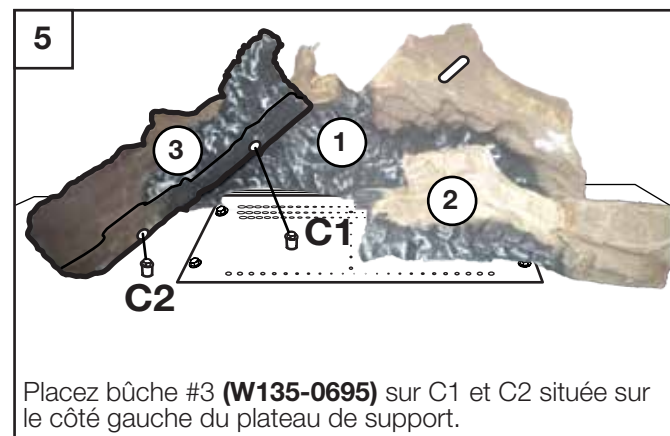 5
3
1
2
C1
C2
Placez bûche #3 (W135-0695) sur C1 et C2 située sur
le côté gauche du plateau de support.